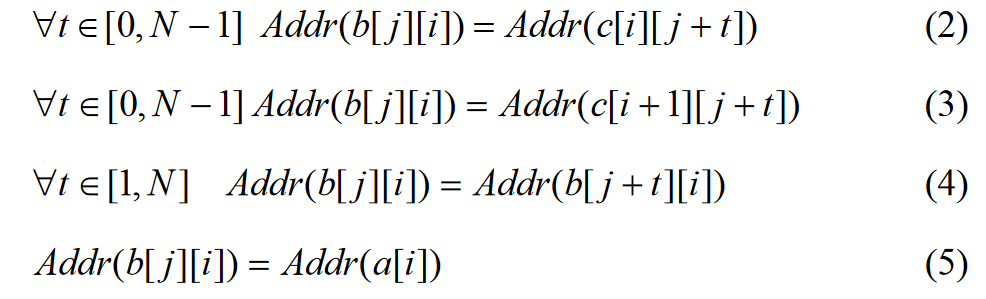 ∀t ∈ [0, N − 1] Addr(b[j][i]) = Addr(c[i][j + t]) (2)
∀t ∈ [0, N − 1] Addr(b[j][i]) = Addr(c[i + 1][j + t]) (3)
∀t ∈ [1, N] Addr(b[j][i]) = Addr(b[j + t][i]) (4)
Addr(b[j][i]) = Addr(a[i]) (5)